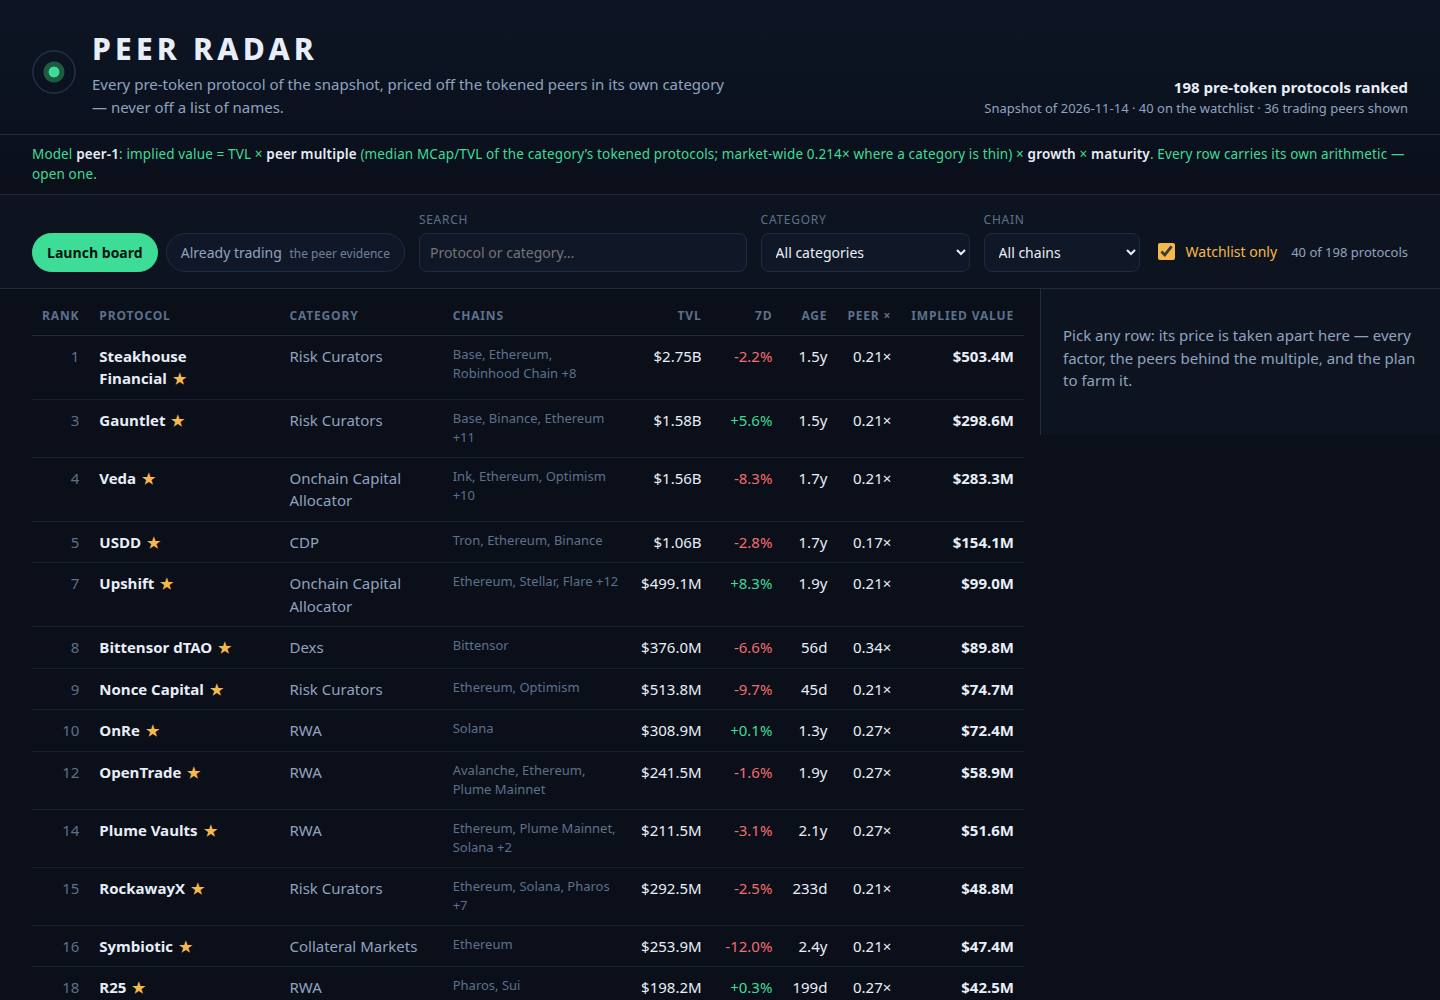 PEER RADAR
Every pre-token protocol of the snapshot, priced off the tokened peers in its own category
— never off a list of names.
198 pre-token protocols ranked
Snapshot of 2026-11-14 · 40 on the watchlist · 36 trading peers shown
Model peer-1: implied value = TVL × peer multiple (median MCap/TVL of the category's tokened protocols; market-wide 0.214× where a category is thin) × growth × maturity. Every row carries its own arithmetic —
open one.
SEARCH CATEGORY CHAIN
Launch board Already trading the peer evidence Protocol or category... All categories All chains Watchlist only 40 of 198 protocols
RANK PROTOCOL CATEGORY CHAINS TVL 7D AGE PEER × IMPLIED VALUE
Pick any row: its price is taken apart here — every
factor, the peers behind the multiple, and the plan
to farm it.
1 Steakhouse Risk Curators Base, Ethereum, $2.75B -2.2% 1.5y 0.21× $503.4M
Financial ★ Robinhood Chain +8
3 Gauntlet ★ Risk Curators Base, Binance, Ethereum $1.58B +5.6% 1.5y 0.21× $298.6M
+11
4 Veda ★ Onchain Capital Ink, Ethereum, Optimism $1.56B -8.3% 1.7y 0.21× $283.3M
Allocator +10
5 USDD ★ CDP Tron, Ethereum, Binance $1.06B -2.8% 1.7y 0.17× $154.1M
7 Upshift ★ Onchain Capital Ethereum, Stellar, Flare +12 $499.1M +8.3% 1.9y 0.21× $99.0M
Allocator
8 Bittensor dTAO ★ Dexs Bittensor $376.0M -6.6% 56d 0.34× $89.8M
9 Nonce Capital ★ Risk Curators Ethereum, Optimism $513.8M -9.7% 45d 0.21× $74.7M
10 OnRe ★ RWA Solana $308.9M +0.1% 1.3y 0.27× $72.4M
12 OpenTrade ★ RWA Avalanche, Ethereum, $241.5M -1.6% 1.9y 0.27× $58.9M
Plume Mainnet
14 Plume Vaults ★ RWA Ethereum, Plume Mainnet, $211.5M -3.1% 2.1y 0.27× $51.6M
Solana +2
15 RockawayX ★ Risk Curators Ethereum, Solana, Pharos $292.5M -2.5% 233d 0.21× $48.8M
+7
16 Symbiotic ★ Collateral Markets Ethereum $253.9M -12.0% 2.4y 0.21× $47.4M
18 R25 ★ RWA Pharos, Sui $198.2M +0.3% 199d 0.27× $42.5M